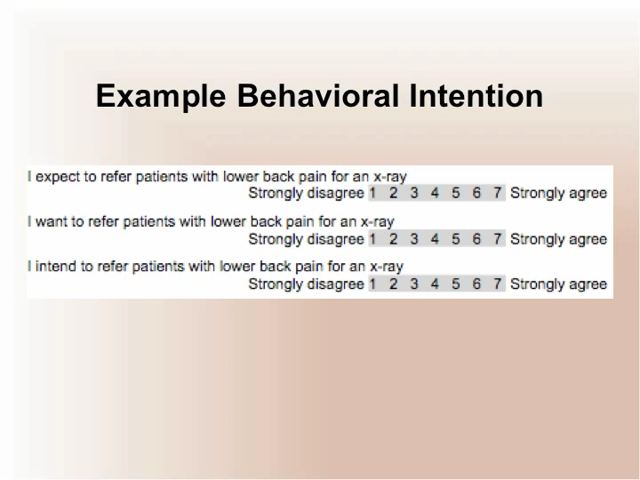 Example Behavioral Intention
I expect to refer patients with lower back pain for an x-ray
Strongly disagree 1 2 3 4 5 6 7 Strongly agree
I want to refer patients with lower back pain for an x-ray
Strongly disagree 1 2 3 4 5 6 7 Strongly agree
I intend to refer patients with lower back pain for an x-ray
Strongly disagree 1 2 3 4 5 6 7 Strongly agree